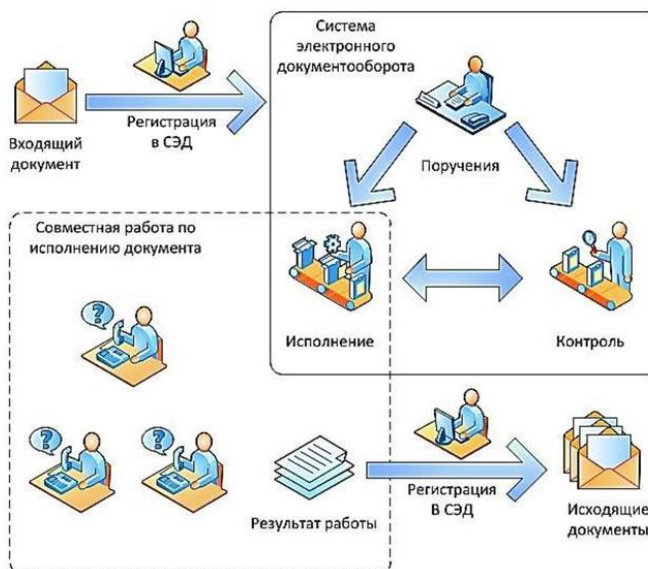 Система
электронного
документооборота
Входящий
документ
Регистрация
в СЭД
Поручения
Совместная работа по
исполнению документа
?
Исполнение
Контроль
?
?
Результат работы
Регистрация
В СЭД
Исходящие
документы